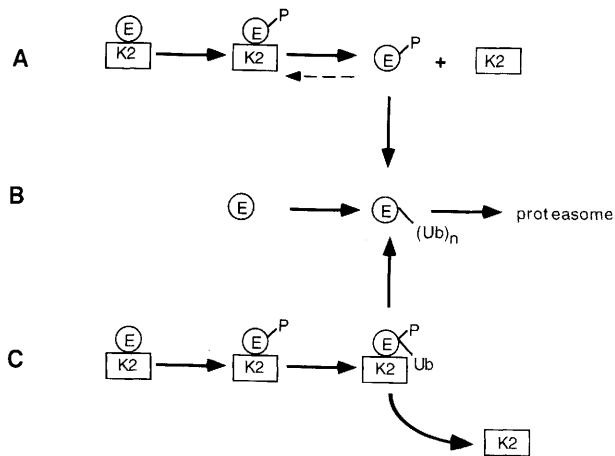 E E P P
A K2 K2 E + K2
B E E (Ub)n proteasome
E E P E P
C K2 K2 K2 Ub
K2